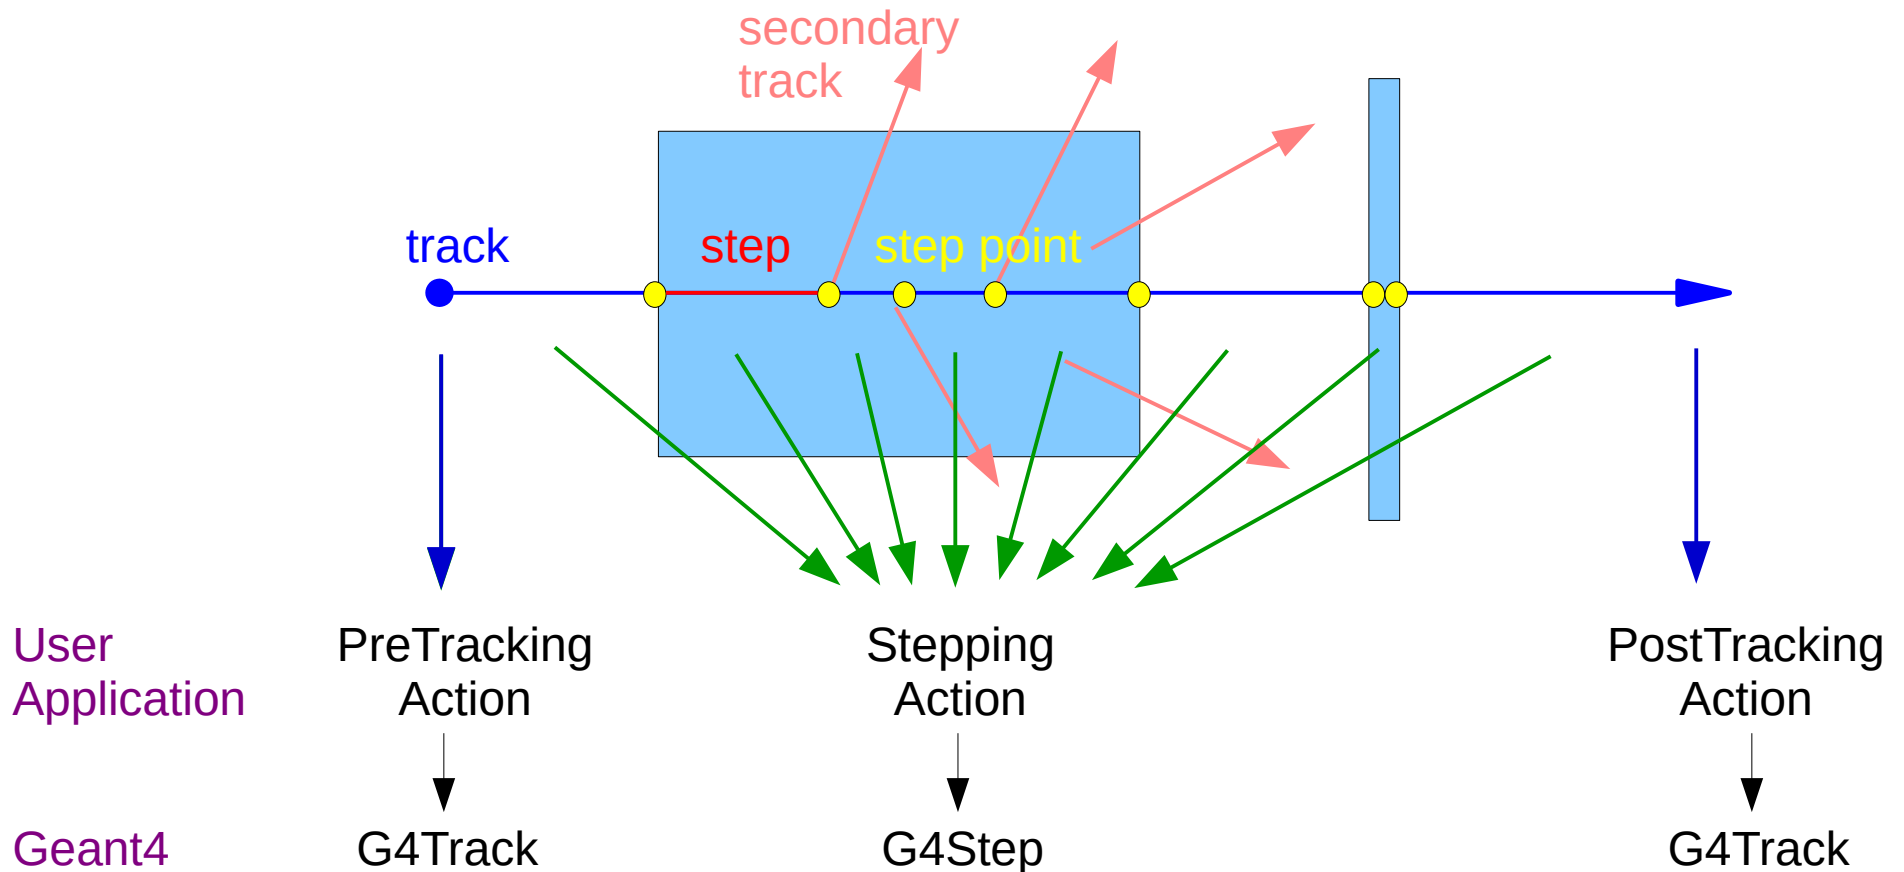 secondary
track
track
step
step point
User
Application
PreTracking
Action
Stepping
Action
PostTracking
Action
Geant4
G4Track
G4Step
G4Track